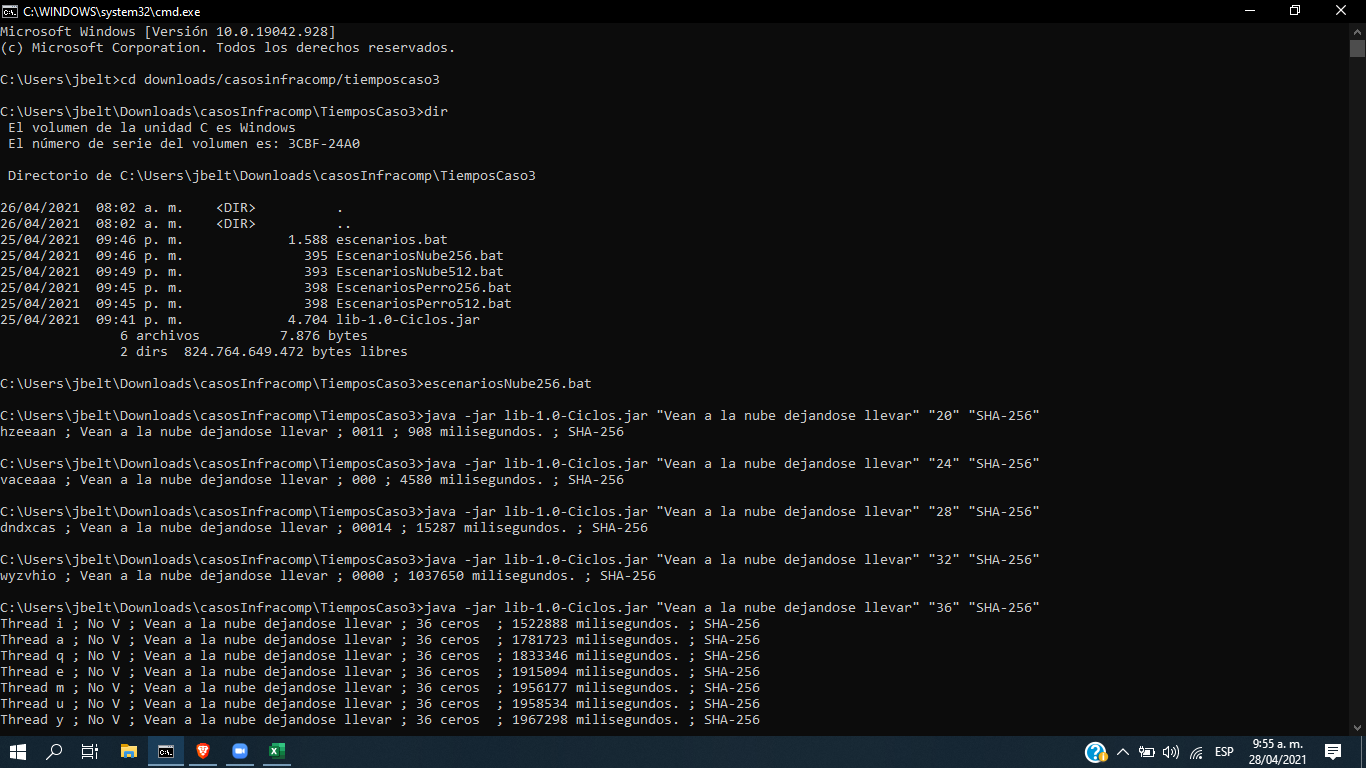 C:\WINDOWS\system32\cmd.exe
Microsoft Windows [Versión 10.0.19042.928]
(c) Microsoft Corporation. Todos los derechos reservados.
C:\Users\jbelt>cd downloads/casosinfracomp/tiemposcaso3
C:\Users\jbelt\Downloads\casosInfracomp\TiemposCaso3>dir
 El volumen de la unidad C es Windows
 El número de serie del volumen es: 3CBF-24A0
 Directorio de C:\Users\jbelt\Downloads\casosInfracomp\TiemposCaso3
26/04/2021  08:02 a. m.    <DIR>          .
26/04/2021  08:02 a. m.    <DIR>          ..
25/04/2021  09:46 p. m.             1.588 escenarios.bat
25/04/2021  09:46 p. m.               395 EscenariosNube256.bat
25/04/2021  09:49 p. m.               393 EscenariosNube512.bat
25/04/2021  09:45 p. m.               398 EscenariosPerro256.bat
25/04/2021  09:45 p. m.               398 EscenariosPerro512.bat
25/04/2021  09:41 p. m.             4.704 lib-1.0-Ciclos.jar
               6 archivos          7.876 bytes
               2 dirs  824.764.649.472 bytes libres
C:\Users\jbelt\Downloads\casosInfracomp\TiemposCaso3>escenariosNube256.bat
C:\Users\jbelt\Downloads\casosInfracomp\TiemposCaso3>java -jar lib-1.0-Ciclos.jar "Vean a la nube dejandose llevar" "20" "SHA-256"
hzeeaan ; Vean a la nube dejandose llevar ; 0011 ; 908 milisegundos. ; SHA-256
C:\Users\jbelt\Downloads\casosInfracomp\TiemposCaso3>java -jar lib-1.0-Ciclos.jar "Vean a la nube dejandose llevar" "24" "SHA-256"
vaceaaa ; Vean a la nube dejandose llevar ; 000 ; 4580 milisegundos. ; SHA-256
C:\Users\jbelt\Downloads\casosInfracomp\TiemposCaso3>java -jar lib-1.0-Ciclos.jar "Vean a la nube dejandose llevar" "28" "SHA-256"
dndxcas ; Vean a la nube dejandose llevar ; 00014 ; 15287 milisegundos. ; SHA-256
C:\Users\jbelt\Downloads\casosInfracomp\TiemposCaso3>java -jar lib-1.0-Ciclos.jar "Vean a la nube dejandose llevar" "32" "SHA-256"
wyzvhio ; Vean a la nube dejandose llevar ; 0000 ; 1037650 milisegundos. ; SHA-256
C:\Users\jbelt\Downloads\casosInfracomp\TiemposCaso3>java -jar lib-1.0-Ciclos.jar "Vean a la nube dejandose llevar" "36" "SHA-256"
Thread i ; No V ; Vean a la nube dejandose llevar ; 36 ceros  ; 1522888 milisegundos. ; SHA-256
Thread a ; No V ; Vean a la nube dejandose llevar ; 36 ceros  ; 1781723 milisegundos. ; SHA-256
Thread q ; No V ; Vean a la nube dejandose llevar ; 36 ceros  ; 1833346 milisegundos. ; SHA-256
Thread e ; No V ; Vean a la nube dejandose llevar ; 36 ceros  ; 1915094 milisegundos. ; SHA-256
Thread m ; No V ; Vean a la nube dejandose llevar ; 36 ceros  ; 1956177 milisegundos. ; SHA-256
Thread u ; No V ; Vean a la nube dejandose llevar ; 36 ceros  ; 1958534 milisegundos. ; SHA-256
Thread y ; No V ; Vean a la nube dejandose llevar ; 36 ceros  ; 1967298 milisegundos. ; SHA-256
ESP
9:55 a. m.
28/04/2021